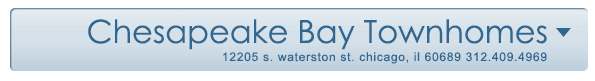 Chesapeake Bay Townhomes
12205 s. waterston st. chicago, il 60689 312.409.4969